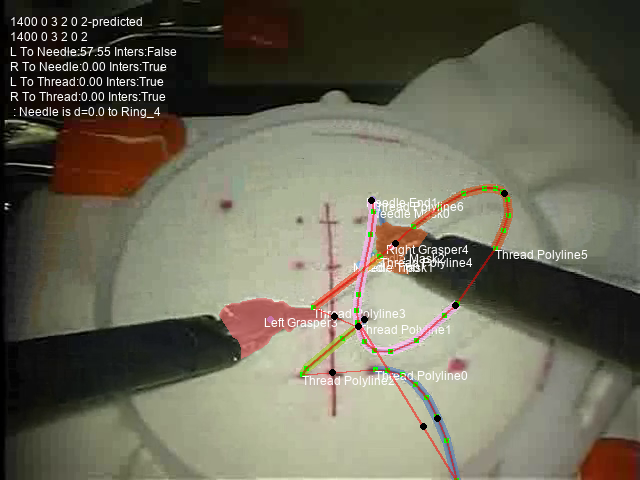 1400 0 3 2 0 2-predicted
1400 0 3 2 0 2
L To Needle:57.55 Inters:False
R To Needle:0.00 Inters:True
L To Thread:0.00 Inters:True
R To Thread:0.00 Inters:True
: Needle is d=0.0 to Ring_4
Thread Polyline6
Needle Mask0
Right Grasper4
Thread Polyline5
Thread Polyline4
Thread Polyline3
Left Grasper3
Thread Polyline1
Thread Polyline2
Thread Polyline0